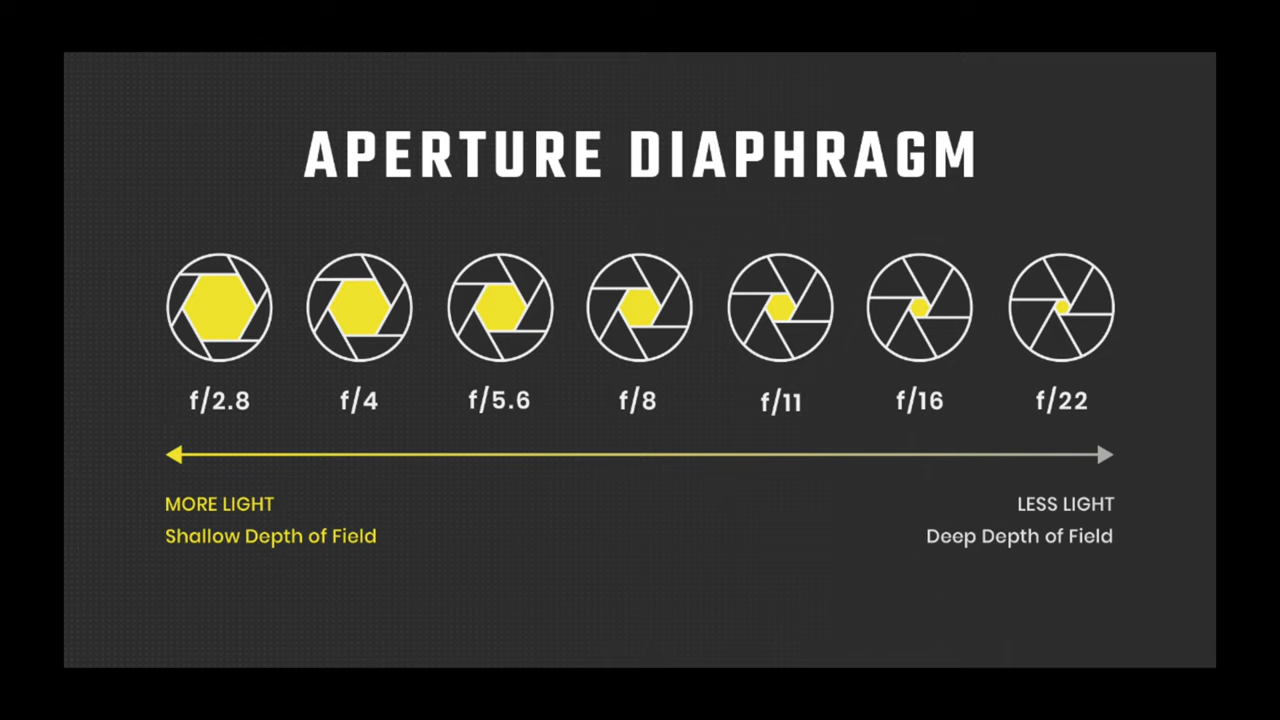 APERTURE DIAPHRAGM
f/2.8 f/4 f/5.6 f/8 f/11 f/16 f/22
MORE LIGHT LESS LIGHT
Shallow Depth of Field Deep Depth of Field